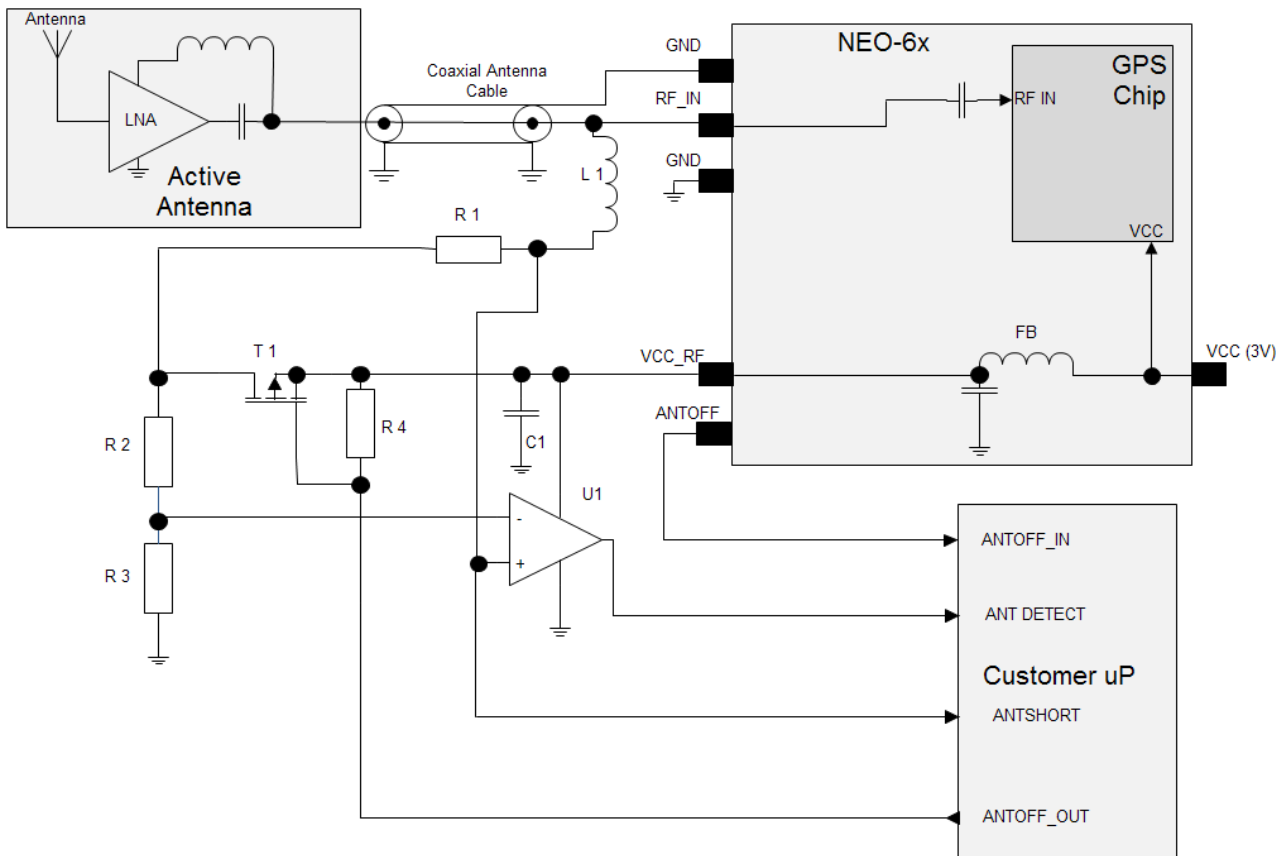 Antenna
LNA
Active
Antenna
Coaxial Antenna
Cable
GND
RF_IN
GND
NEO-6x
GPS
Chip
RF IN
VCC
L 1
R 1
T 1
VCC_RF
FB
VCC (3V)
ANTOFF
R 2
R 4
C1
U1
-
+
R 3
ANTOFF_IN
ANT DETECT
Customer uP
ANTSHORT
ANTOFF_OUT